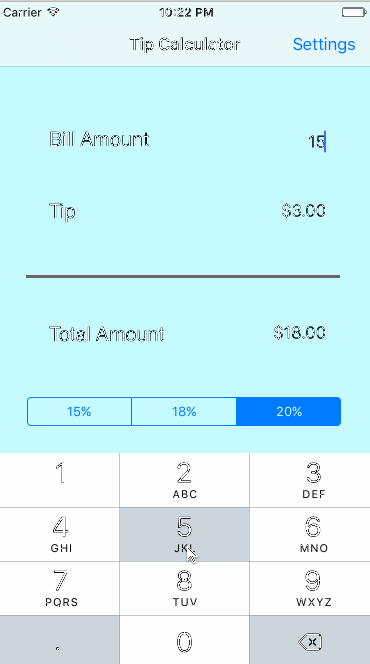 Carrier 10:22 PM
Tip Calculator Settings
Bill Amount 15
Tip $3.00
Total Amount $18.00
15% 18% 20%
1 2 3
ABC DEF
4 5 6
GHI JKL MNO
7 8 9
PQRS TUV WXYZ
. 0